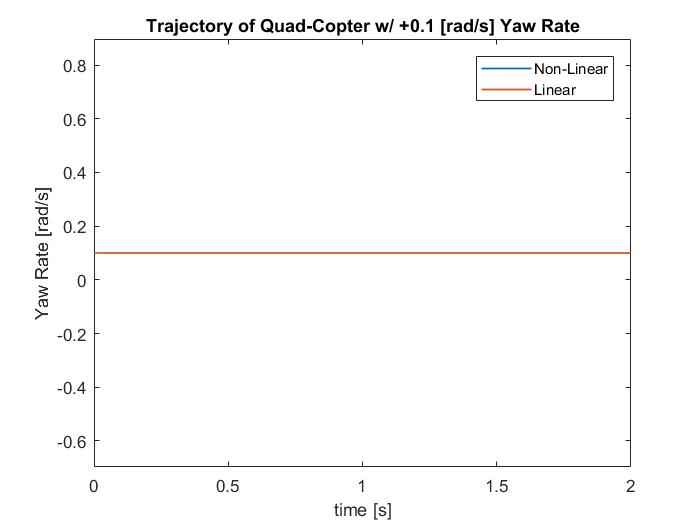 Trajectory of Quad-Copter w/ +0.1 [rad/s] Yaw Rate
Non-Linear
Linear
Yaw Rate [rad/s]
0.8
0.6
0.4
0.2
0
-0.2
-0.4
-0.6
0 0.5 1 1.5 2
time [s]